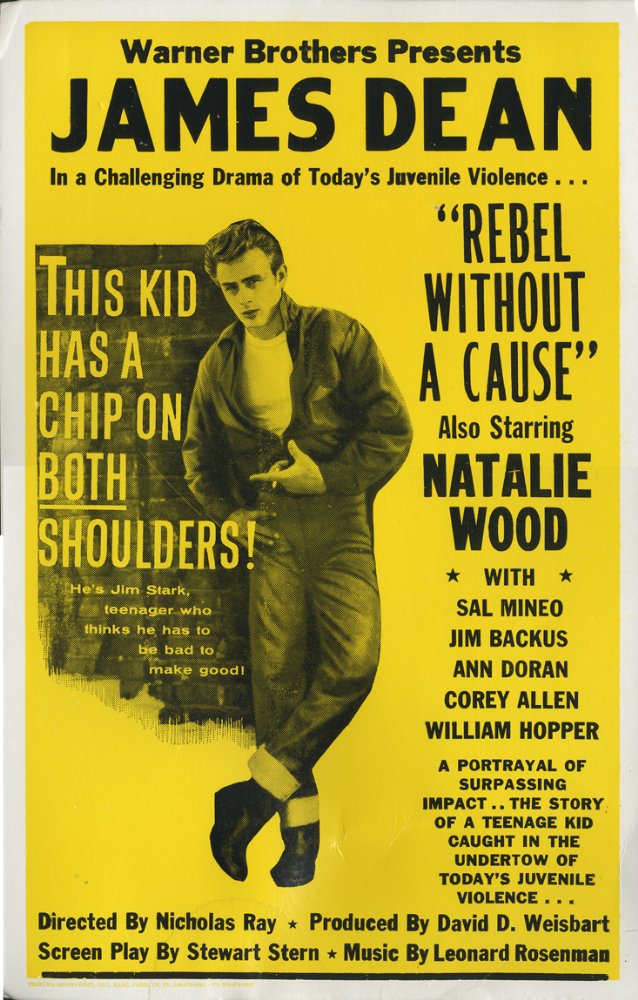 Warner Brothers Presents
JAMES DEAN
In a Challenging Drama of Today's Juvenile Violence . . .
"REBEL
WITHOUT
A CAUSE"
THIS KID
HAS A
CHIP ON
BOTH
SHOULDERS!
He's Jim Stark,
teenager who
thinks he has to
be bad to
make good!
Also Starring
NATALIE
WOOD
★ WITH ★
SAL MINEO
JIM BACKUS
ANN DORAN
COREY ALLEN
WILLIAM HOPPER
A PORTRAYAL OF
SURPASSING
IMPACT . . THE STORY
OF A TEENAGE KID
CAUGHT IN THE
UNDERTOW OF
TODAY'S JUVENILE
VIOLENCE . . .
Directed By Nicholas Ray ★ Produced By David D. Weisbart
Screen Play By Stewart Stern ★ Music By Leonard Rosenman